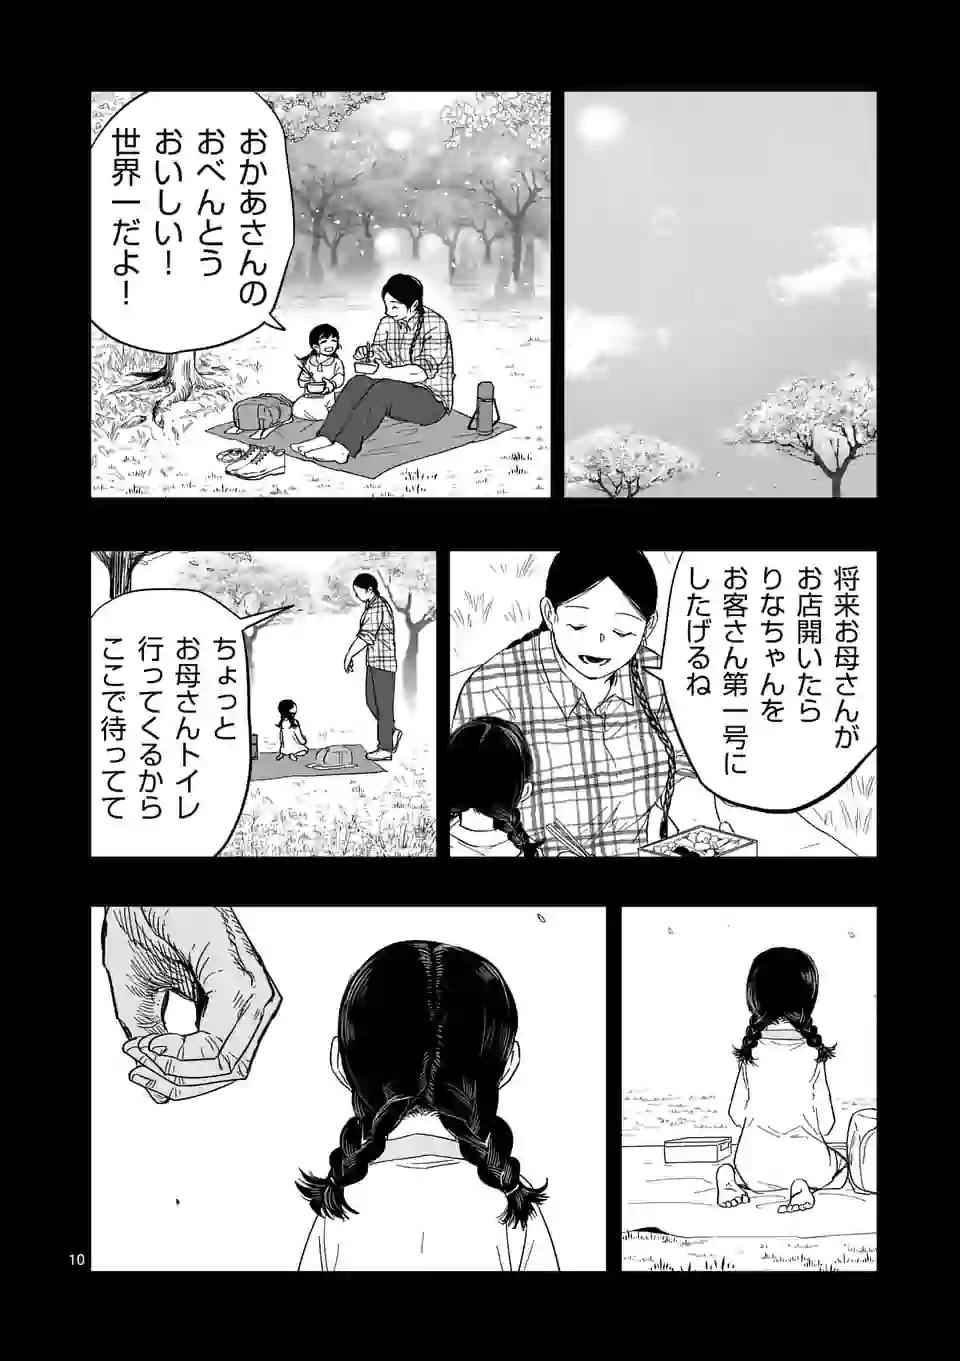 おかあさんの
おべんとう
おいしい！
世界一だよ！
将来お母さんが
お店開いたら
りなちゃんを
お客さん第一号に
したげるね
ちょっと
お母さんトイレ
行ってくるから
ここで待ってて
10